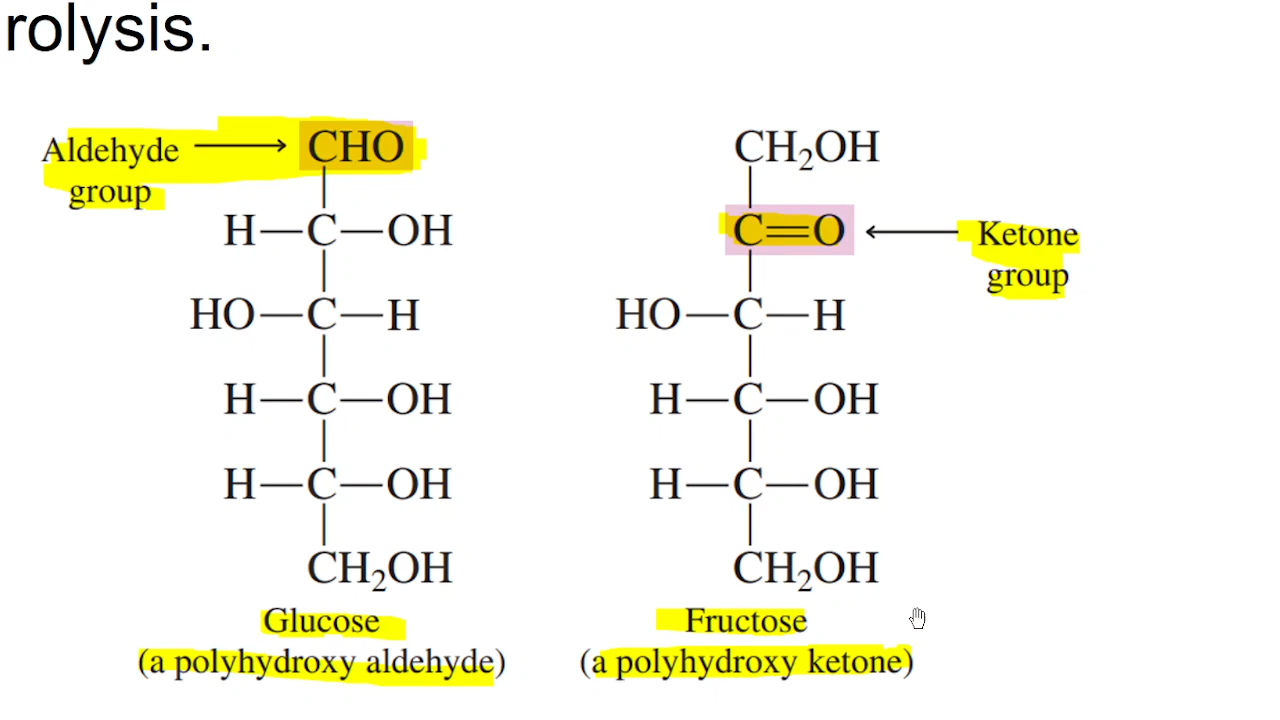 rolysis.
Aldehyde group
CHO
H—C—OH
HO—C—H
H—C—OH
H—C—OH
CH₂OH
Glucose
(a polyhydroxy aldehyde)
CH₂OH
C=O
Ketone group
HO—C—H
H—C—OH
H—C—OH
CH₂OH
Fructose
(a polyhydroxy ketone)